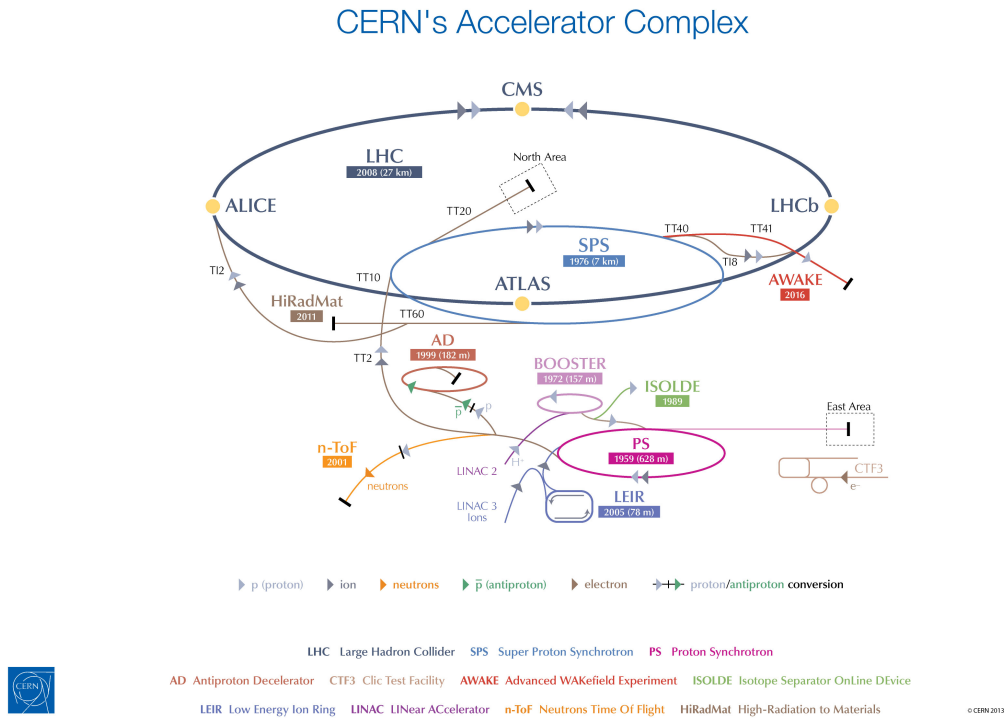 CERN's Accelerator Complex
CMS
LHC
2008 (27 km)
North Area
ALICE
LHCb
TT20
TT40
TT41
SPS
1976 (7 km)
TI8
TI2
TT10
ATLAS
AWAKE
2016
HiRadMat
2011
TT60
AD
1999 (182 m)
TT2
BOOSTER
1972 (157 m)
ISOLDE
1989
p
p̅
East Area
n-ToF
2001
PS
1959 (628 m)
H⁻
LINAC 2
neutrons
CTF3
e⁻
LEIR
2005 (78 m)
LINAC 3
Ions
p (proton)
ion
neutrons
p̅ (antiproton)
electron
proton/antiproton conversion
LHC Large Hadron Collider SPS Super Proton Synchrotron PS Proton Synchrotron
AD Antiproton Decelerator CTF3 Clic Test Facility AWAKE Advanced WAKefield Experiment ISOLDE Isotope Separator OnLine DEvice
LEIR Low Energy Ion Ring LINAC LINear ACcelerator n-ToF Neutrons Time Of Flight HiRadMat High-Radiation to Materials
CERN
© CERN 2013